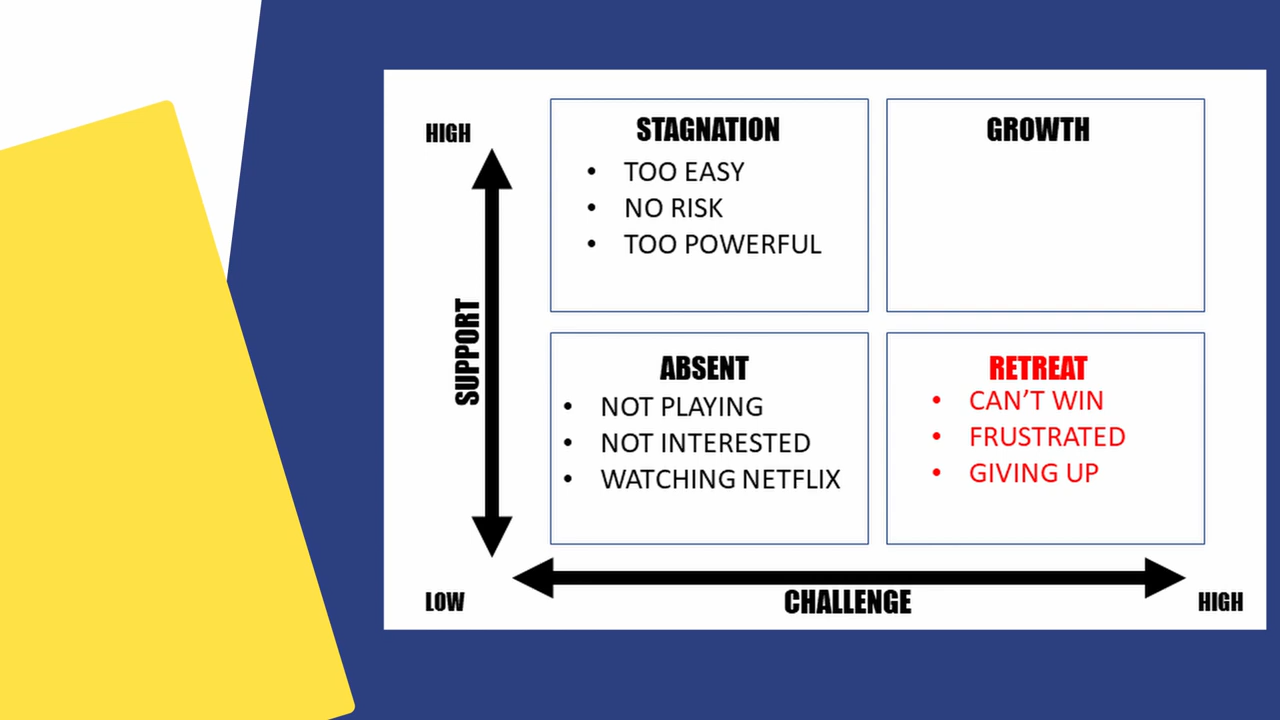 HIGH
STAGNATION
• TOO EASY
• NO RISK
• TOO POWERFUL
GROWTH
SUPPORT
ABSENT
• NOT PLAYING
• NOT INTERESTED
• WATCHING NETFLIX
RETREAT
• CAN’T WIN
• FRUSTRATED
• GIVING UP
LOW
CHALLENGE
HIGH